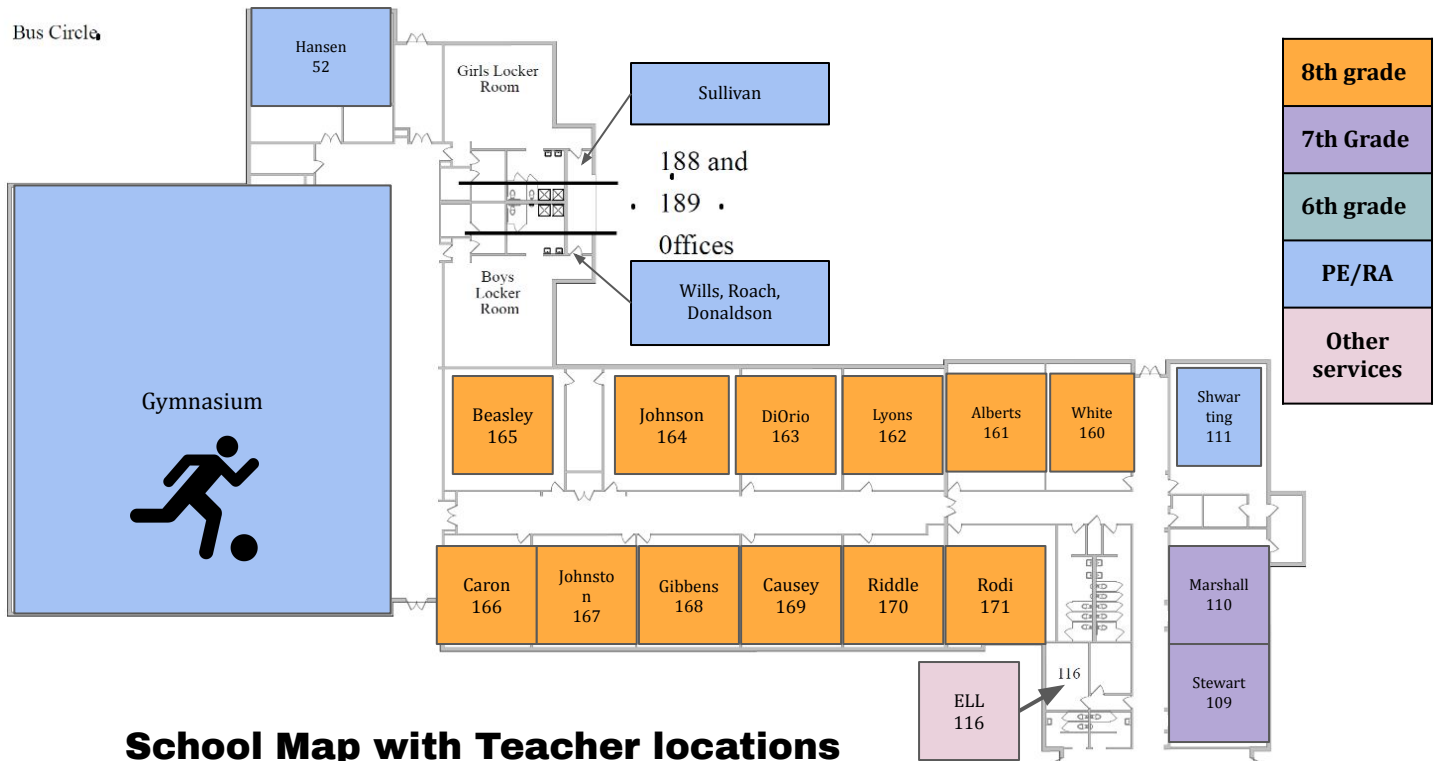 Bus Circle
Hansen
52
Girls Locker
Room
Sullivan
188 and
189
Offices
Boys
Locker
Room
Wills, Roach,
Donaldson
8th grade
7th Grade
6th grade
PE/RA
Other
services
Gymnasium
Beasley
165
Johnson
164
DiOrio
163
Lyons
162
Alberts
161
White
160
Shwar
ting
111
Caron
166
Johnsto
n
167
Gibbens
168
Causey
169
Riddle
170
Rodi
171
Marshall
110
116
ELL
116
Stewart
109
School Map with Teacher locations